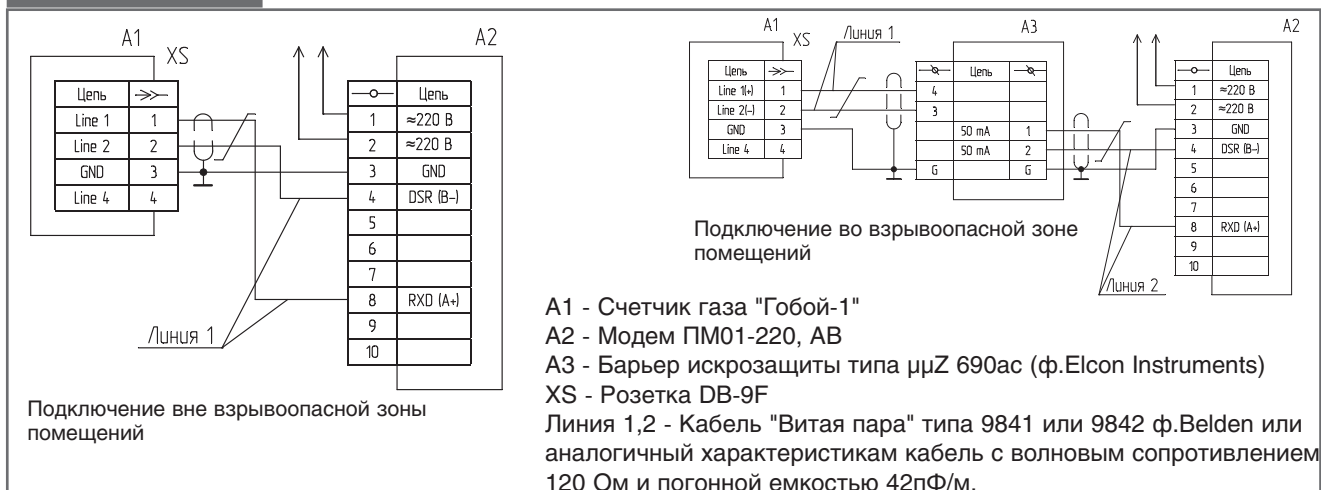 A1
XS
A2
Цепь
Line 1 1
Line 2 2
GND 3
Line 4 4
Цепь
1 ≈220 В
2 ≈220 В
3 GND
4 DSR (B-)
5
6
7
8 RXD (A+)
9
10
Линия 1
Подключение вне взрывоопасной зоны
помещений
A1
XS
Линия 1
A3
A2
Цепь
Line 1(+) 1
Line 2(-) 2
GND 3
Line 4 4
Цепь
4
3
50 mA 1
50 mA 2
G G
Цепь
1 ≈220 В
2 ≈220 В
3 GND
4 DSR (B-)
5
6
7
8 RXD (A+)
9
10
Линия 2
Подключение во взрывоопасной зоне
помещений
А1 - Счетчик газа "Гобой-1"
А2 - Модем ПМ01-220, АВ
А3 - Барьер искрозащиты типа μμZ 690ас (ф.Elcon Instruments)
XS - Розетка DB-9F
Линия 1,2 - Кабель "Витая пара" типа 9841 или 9842 ф.Belden или
аналогичный характеристикам кабель с волновым сопротивлением
120 Ом и погонной емкостью 42пФ/м.